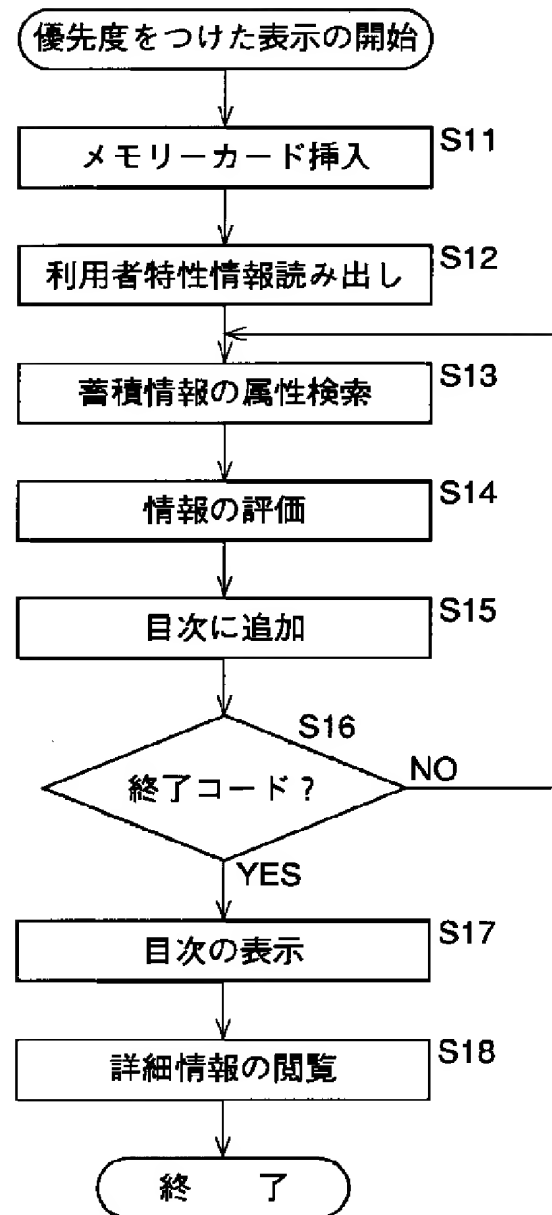 優先度をつけた表示の開始
メモリーカード挿入
S11
利用者特性情報読み出し
S12
蓄積情報の属性検索
S13
情報の評価
S14
目次に追加
S15
S16
終了コード？
NO
YES
目次の表示
S17
詳細情報の閲覧
S18
終　　了